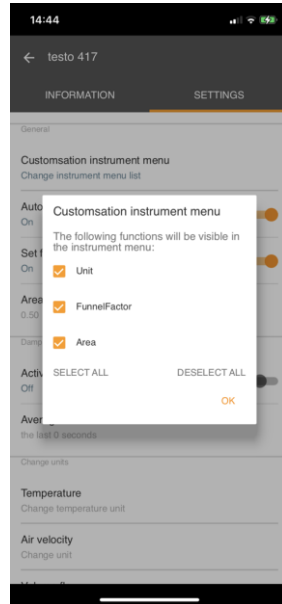 14:44
testo 417
INFORMATION
SETTINGS
General
Customsation instrument menu
Change instrument menu list
Auto
On
Customsation instrument menu
The following functions will be visible in
the instrument menu:
Set f
On
Unit
FunnelFactor
Area
0.50
Area
Damp
SELECT ALL
DESELECT ALL
Activ
Off
OK
Aver
the last 0 seconds
Change units
Temperature
Change temperature unit
Air velocity
Change unit